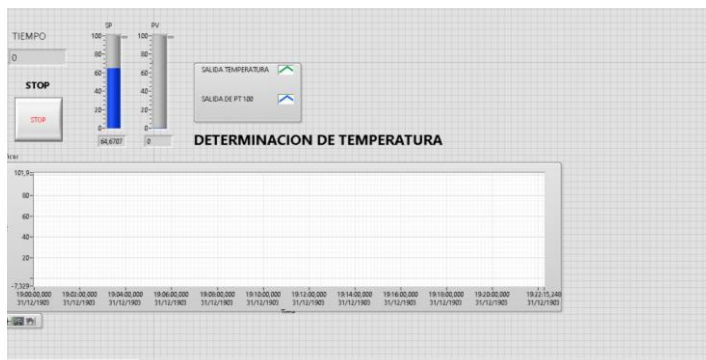 SP PV
TIEMPO
100- 100-
0
80- 80-
60- 60-
STOP
40- 40-
STOP
20- 20-
0- 0-
64,6707 0
SALIDA TEMPERATURA
SALIDA DE PT 100
DETERMINACION DE TEMPERATURA
101,9-
80-
60-
40-
20-
-7,329-
19:00:00,000 19:02:00,000 19:04:00,000 19:06:00,000 19:08:00,000 19:10:00,000 19:12:00,000 19:14:00,000 19:16:00,000 19:18:00,000 19:20:00,000 19:22:15,248
31/12/1903 31/12/1903 31/12/1903 31/12/1903 31/12/1903 31/12/1903 31/12/1903 31/12/1903 31/12/1903 31/12/1903 31/12/1903 31/12/1903
Time